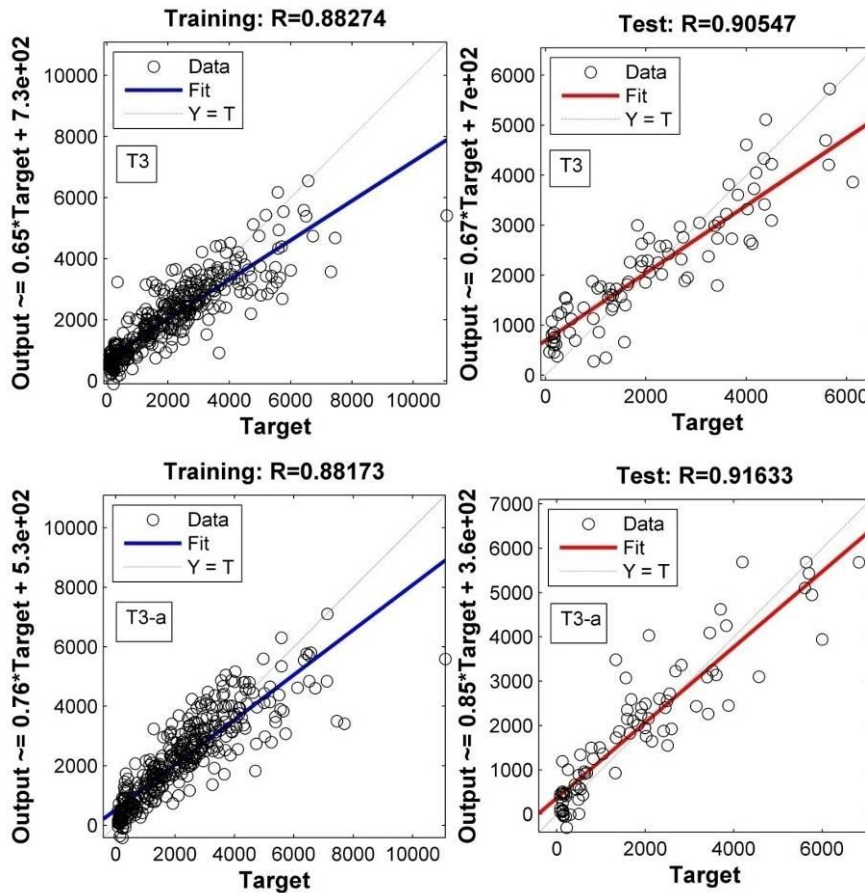 Training: R=0.88274
Output ~= 0.65*Target + 7.3e+02
10000
8000
6000
4000
2000
0
Data
Fit
Y = T
T3
0 2000 4000 6000 8000 10000
Target
Test: R=0.90547
Output ~= 0.67*Target + 7e+02
6000
5000
4000
3000
2000
1000
0
Data
Fit
Y = T
T3
0 2000 4000 6000
Target
Training: R=0.88173
Output ~= 0.76*Target + 5.3e+02
10000
8000
6000
4000
2000
0
Data
Fit
Y = T
T3-a
0 2000 4000 6000 8000 10000
Target
Test: R=0.91633
Output ~= 0.85*Target + 3.6e+02
7000
6000
5000
4000
3000
2000
1000
0
Data
Fit
Y = T
T3-a
0 2000 4000 6000
Target